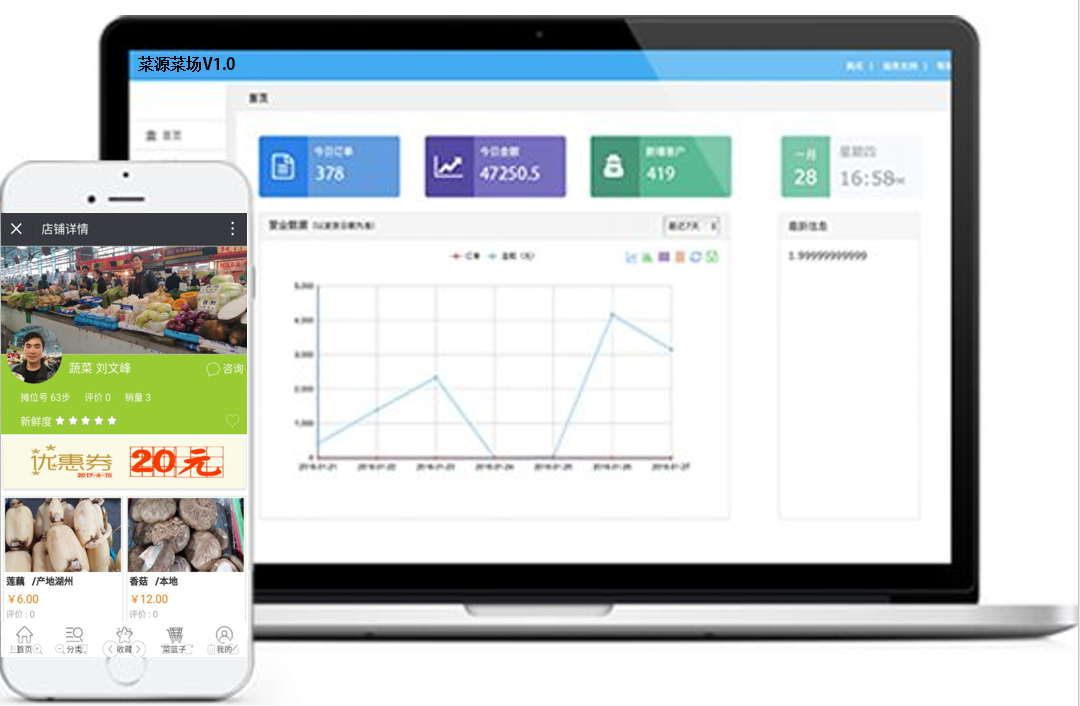 菜源菜场V1.0
首页
首页
今日订单
378
今日金额
47250.5
新增客户
419
一月
28
星期四
16:58
营业数据
最近7天
最新信息
1.99999999999
订单
金额（元）
5,000
4,000
3,000
2,000
1,000
0
2016-01-21
2016-01-22
2016-01-23
2016-01-24
2016-01-25
2016-01-26
2016-01-27
店铺详情
蔬菜 刘文峰
咨询
摊位号 63步 评价 0 销量 3
新鲜度
优惠券
2017-4-15
20元
莲藕 /产地湖州
¥6.00
评价 : 0
香菇 /本地
¥12.00
评价 : 0
首页
分类
收藏
菜篮子
我的